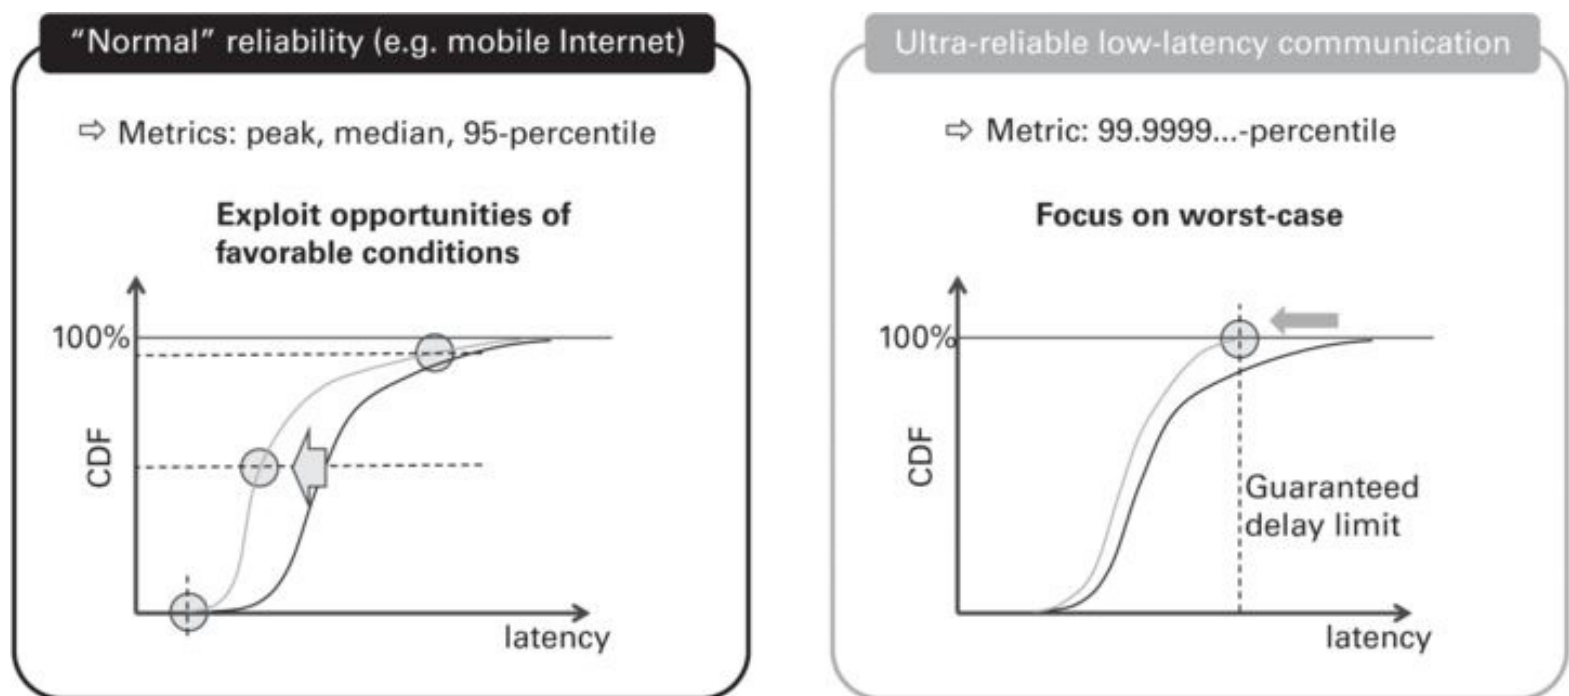 “Normal” reliability (e.g. mobile Internet)
⇨ Metrics: peak, median, 95-percentile
Exploit opportunities of
favorable conditions
100%
CDF
latency
Ultra-reliable low-latency communication
⇨ Metric: 99.9999...-percentile
Focus on worst-case
100%
CDF
Guaranteed
delay limit
latency